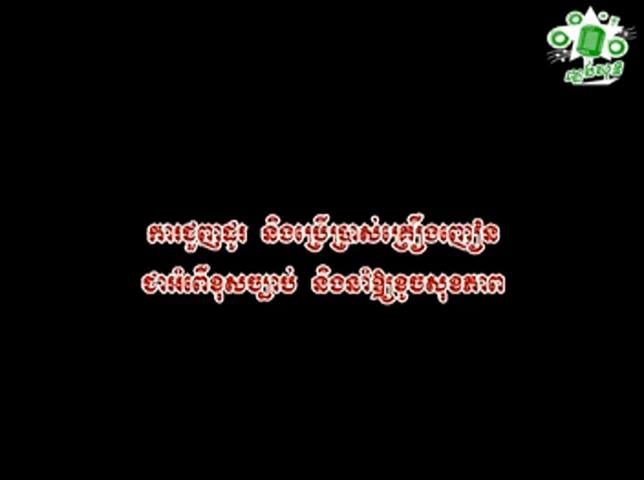 ការជួញដូរ និងប្រើប្រាស់គ្រឿងញៀន
ជាអំពើខុសច្បាប់ និងនាំឱ្យខូចសុខភាព